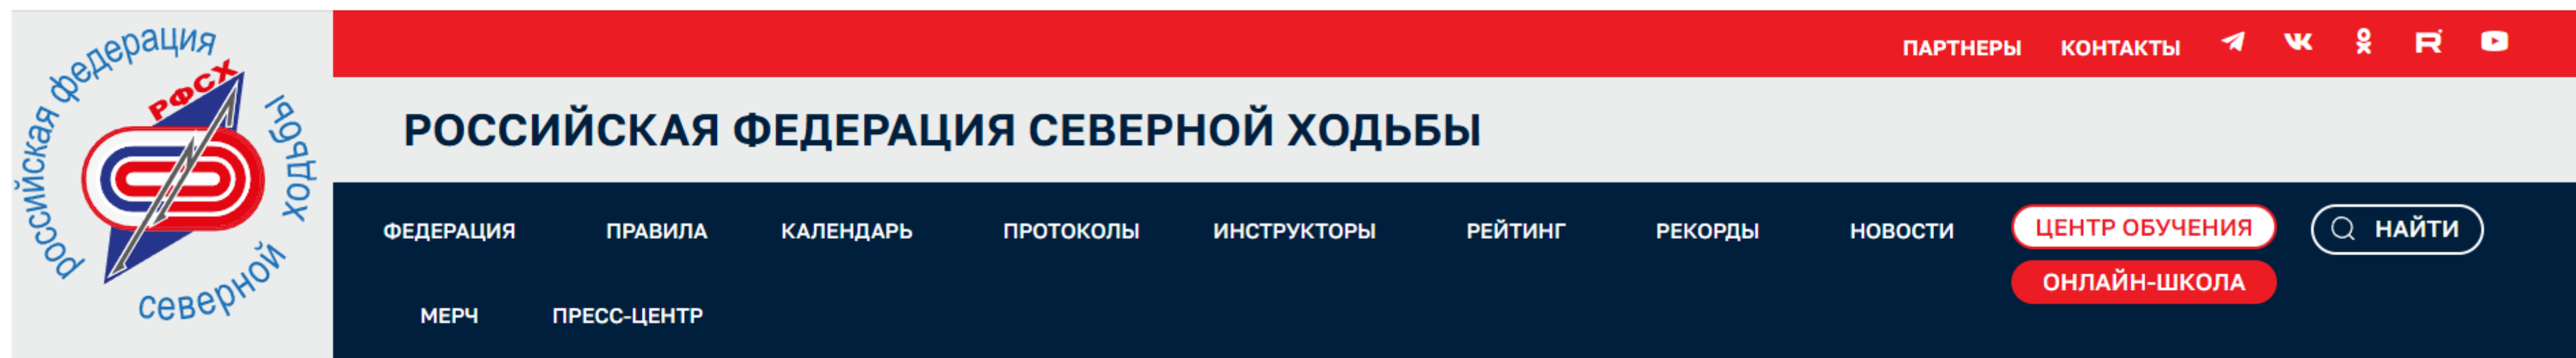 российская федерация северной ходьбы
РФСХ
ПАРТНЕРЫ КОНТАКТЫ
РОССИЙСКАЯ ФЕДЕРАЦИЯ СЕВЕРНОЙ ХОДЬБЫ
ФЕДЕРАЦИЯ ПРАВИЛА КАЛЕНДАРЬ ПРОТОКОЛЫ ИНСТРУКТОРЫ РЕЙТИНГ РЕКОРДЫ НОВОСТИ ЦЕНТР ОБУЧЕНИЯ НАЙТИ
ОНЛАЙН-ШКОЛА
МЕРЧ ПРЕСС-ЦЕНТР